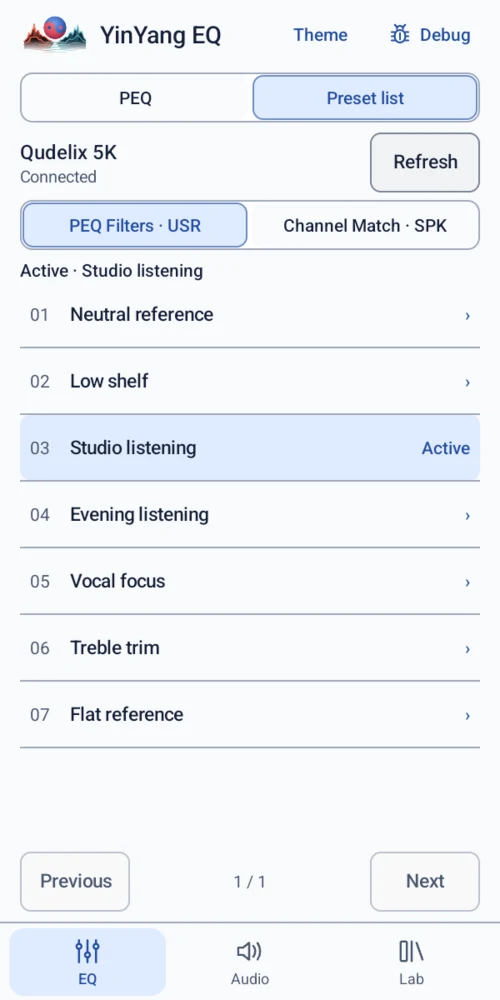 YinYang EQ
Theme
Debug
PEQ
Preset list
Qudelix 5K
Connected
Refresh
PEQ Filters · USR
Channel Match · SPK
Active · Studio listening
01 Neutral reference ›
02 Low shelf ›
03 Studio listening Active
04 Evening listening ›
05 Vocal focus ›
06 Treble trim ›
07 Flat reference ›
Previous
1 / 1
Next
EQ
Audio
Lab